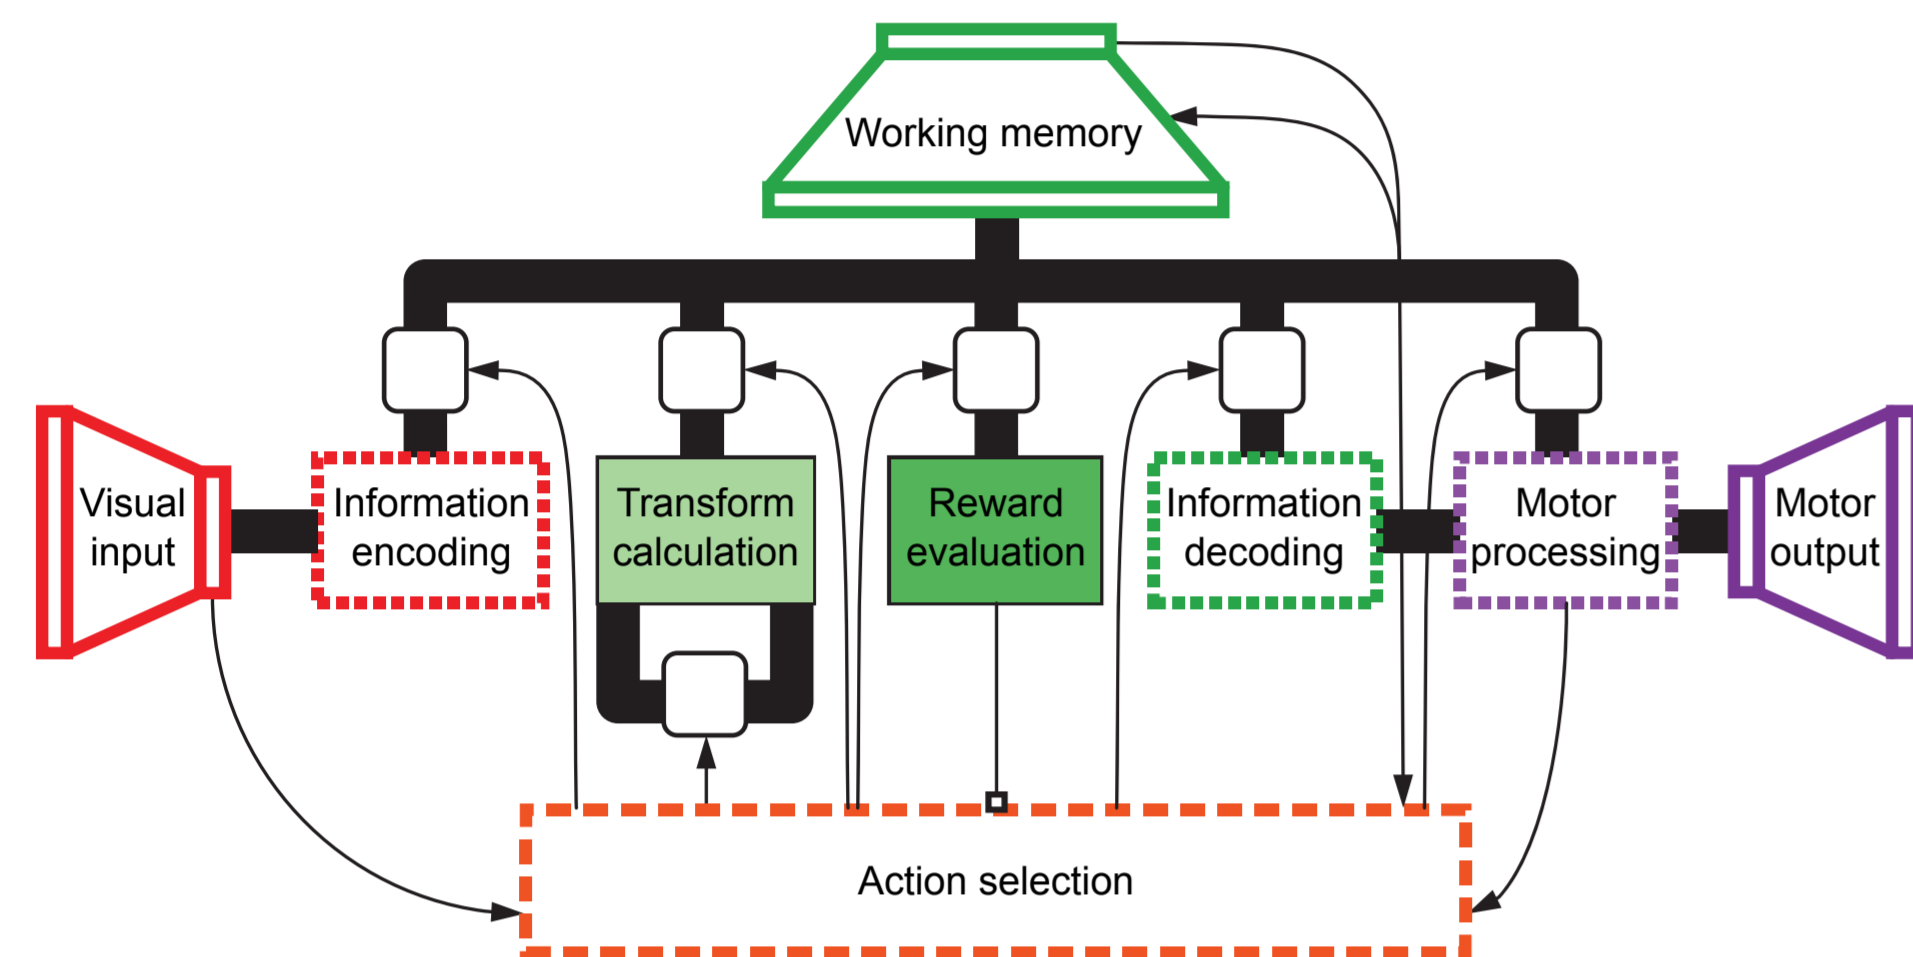 Working memory
Visual
input
Information
encoding
Transform
calculation
Reward
evaluation
Information
decoding
Motor
processing
Motor
output
Action selection